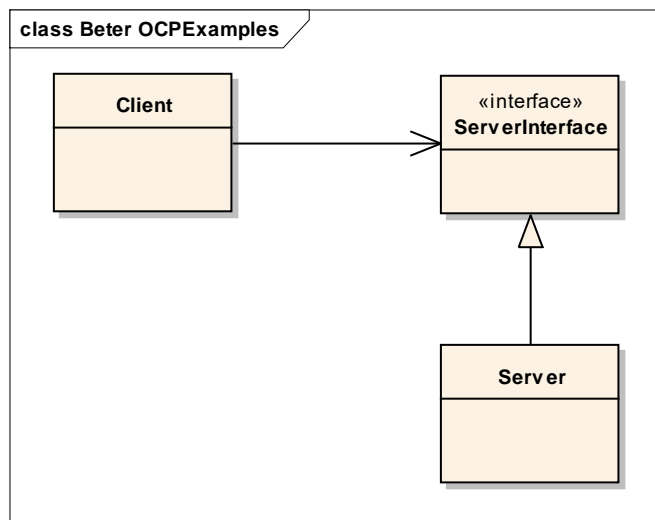 class Beter OCPExamples
Client
«interface»
ServerInterface
Server